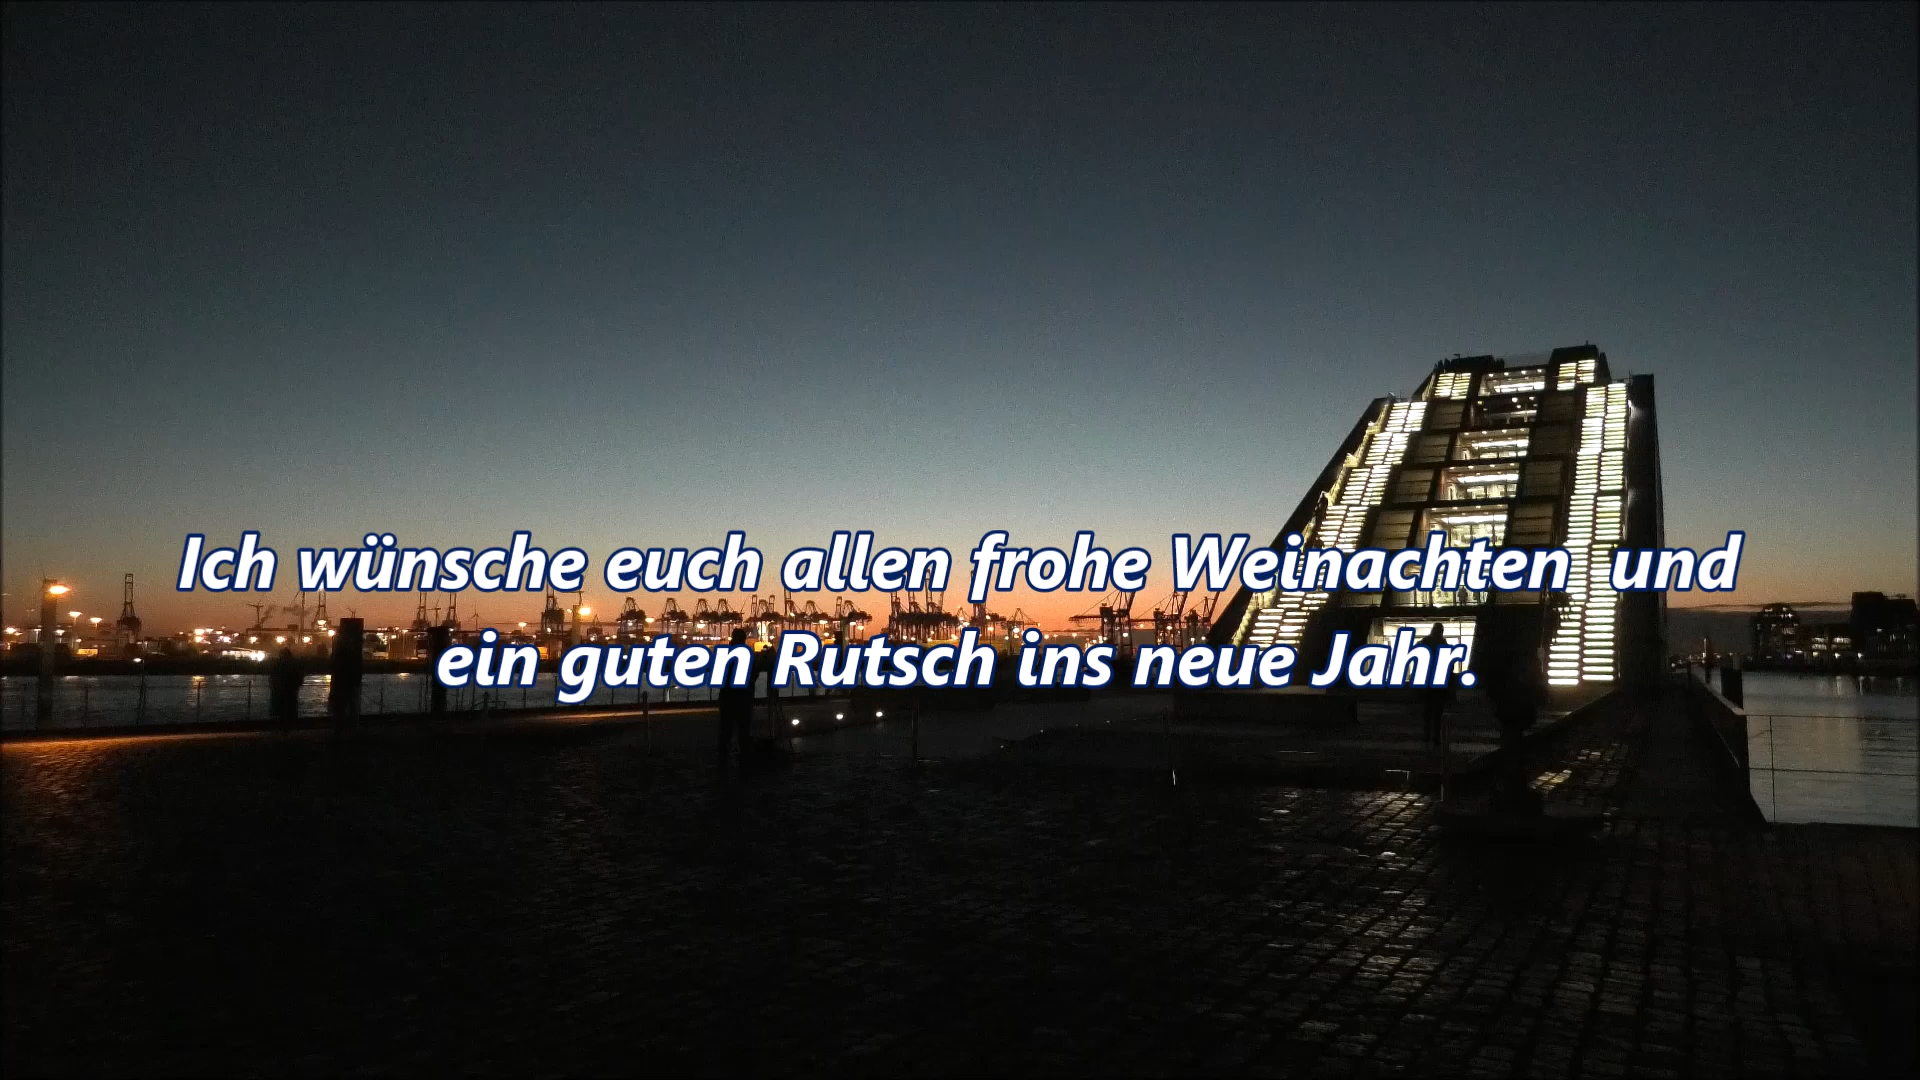 Ich wünsche euch allen frohe Weinachten  und
ein guten Rutsch ins neue Jahr.